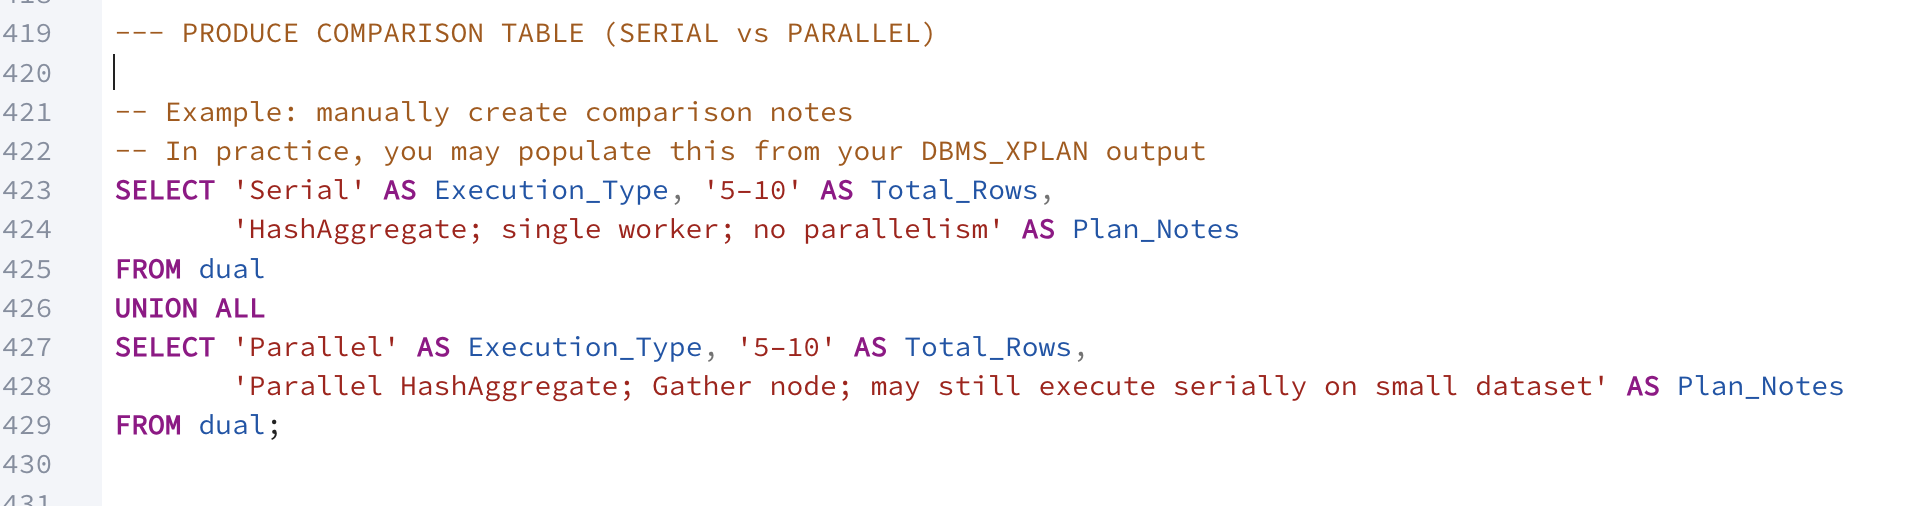 419 --- PRODUCE COMPARISON TABLE (SERIAL vs PARALLEL)
420
421 -- Example: manually create comparison notes
422 -- In practice, you may populate this from your DBMS_XPLAN output
423 SELECT 'Serial' AS Execution_Type, '5–10' AS Total_Rows,
424 'HashAggregate; single worker; no parallelism' AS Plan_Notes
425 FROM dual
426 UNION ALL
427 SELECT 'Parallel' AS Execution_Type, '5–10' AS Total_Rows,
428 'Parallel HashAggregate; Gather node; may still execute serially on small dataset' AS Plan_Notes
429 FROM dual;
430